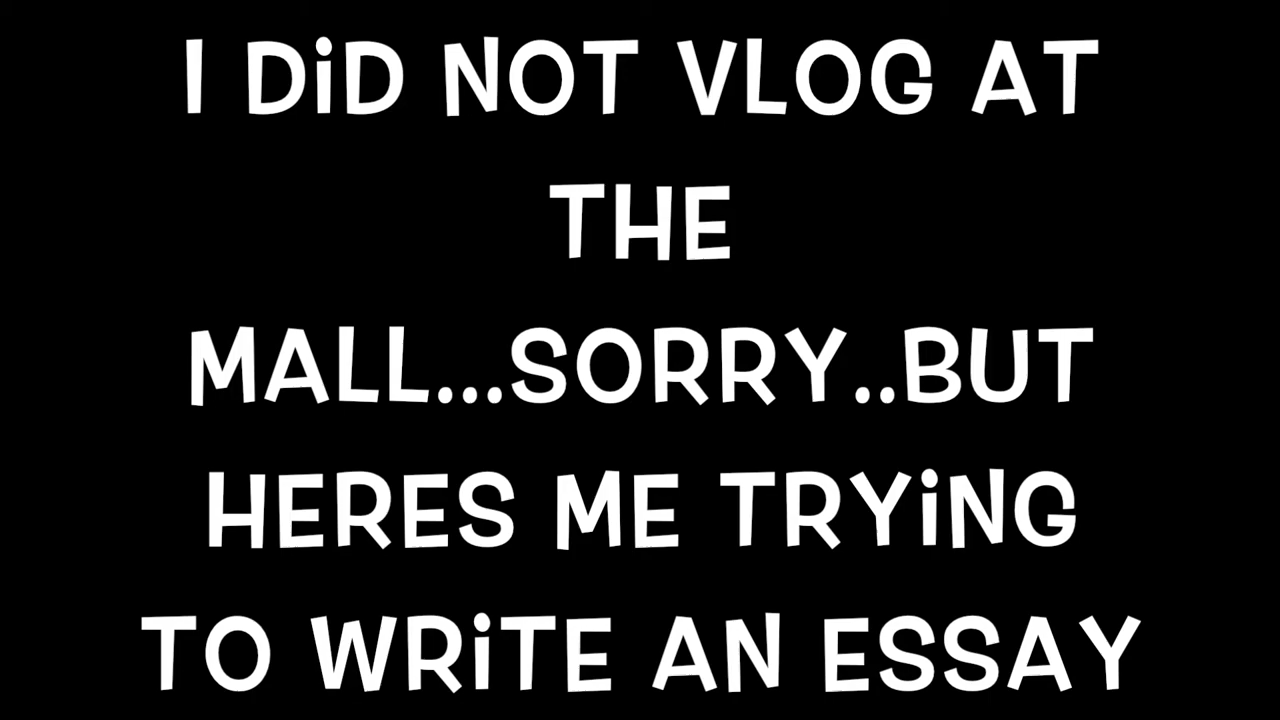 I DiD NOT VLOG AT
THE
MALL...SORRY..BUT
HERES ME TRYiNG
TO WRiTE AN ESSAY